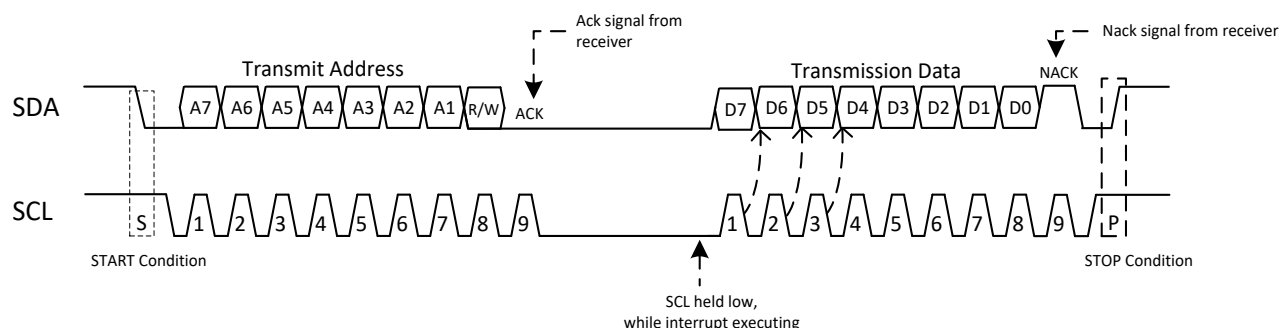 Ack signal from
receiver
Nack signal from receiver
Transmit Address
Transmission Data
NACK
SDA
A7 A6 A5 A4 A3 A2 A1 R/W ACK D7 D6 D5 D4 D3 D2 D1 D0
SCL
S 1 2 3 4 5 6 7 8 9 1 2 3 4 5 6 7 8 9 P
START Condition
STOP Condition
SCL held low,
while interrupt executing